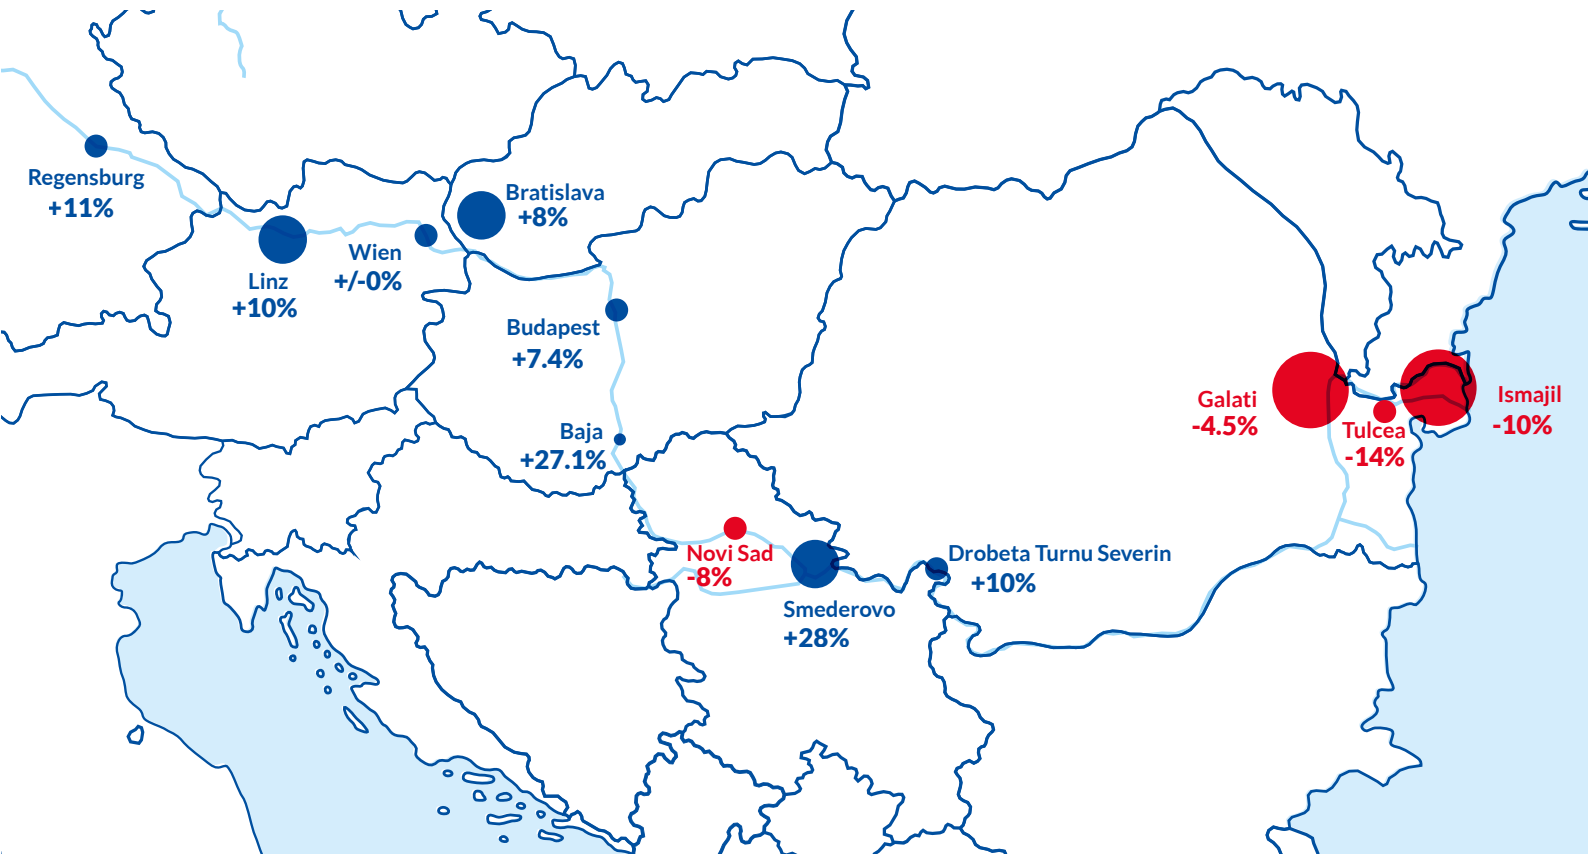 Regensburg
+11%
Linz
+10%
Wien
+/-0%
Bratislava
+8%
Budapest
+7.4%
Baja
+27.1%
Novi Sad
-8%
Smederovo
+28%
Drobeta Turnu Severin
+10%
Galati
-4.5%
Tulcea
-14%
Ismajil
-10%